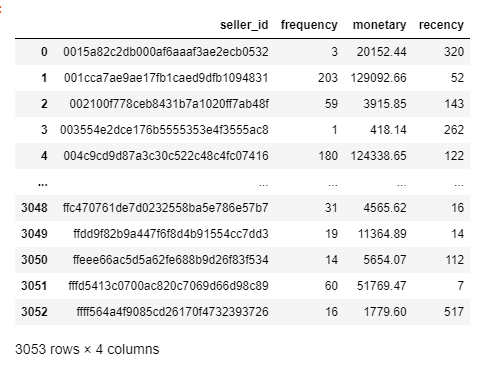 seller_id frequency monetary recency
0 0015a82c2db000af6aaaf3ae2ecb0532 3 20152.44 320
1 001cca7ae9ae17fb1caed9dfb1094831 203 129092.66 52
2 002100f778ceb8431b7a1020ff7ab48f 59 3915.85 143
3 003554e2dce176b5555353e4f3555ac8 1 418.14 262
4 004c9cd9d87a3c30c522c48c4fc07416 180 124338.65 122
... ... ... ... ...
3048 ffc470761de7d0232558ba5e786e57b7 31 4565.62 16
3049 ffdd9f82b9a447f6f8d4b91554cc7dd3 19 11364.89 14
3050 ffeee66ac5d5a62fe688b9d26f83f534 14 5654.07 112
3051 fffd5413c0700ac820c7069d66d98c89 60 51769.47 7
3052 ffff564a4f9085cd26170f4732393726 16 1779.60 517
3053 rows × 4 columns